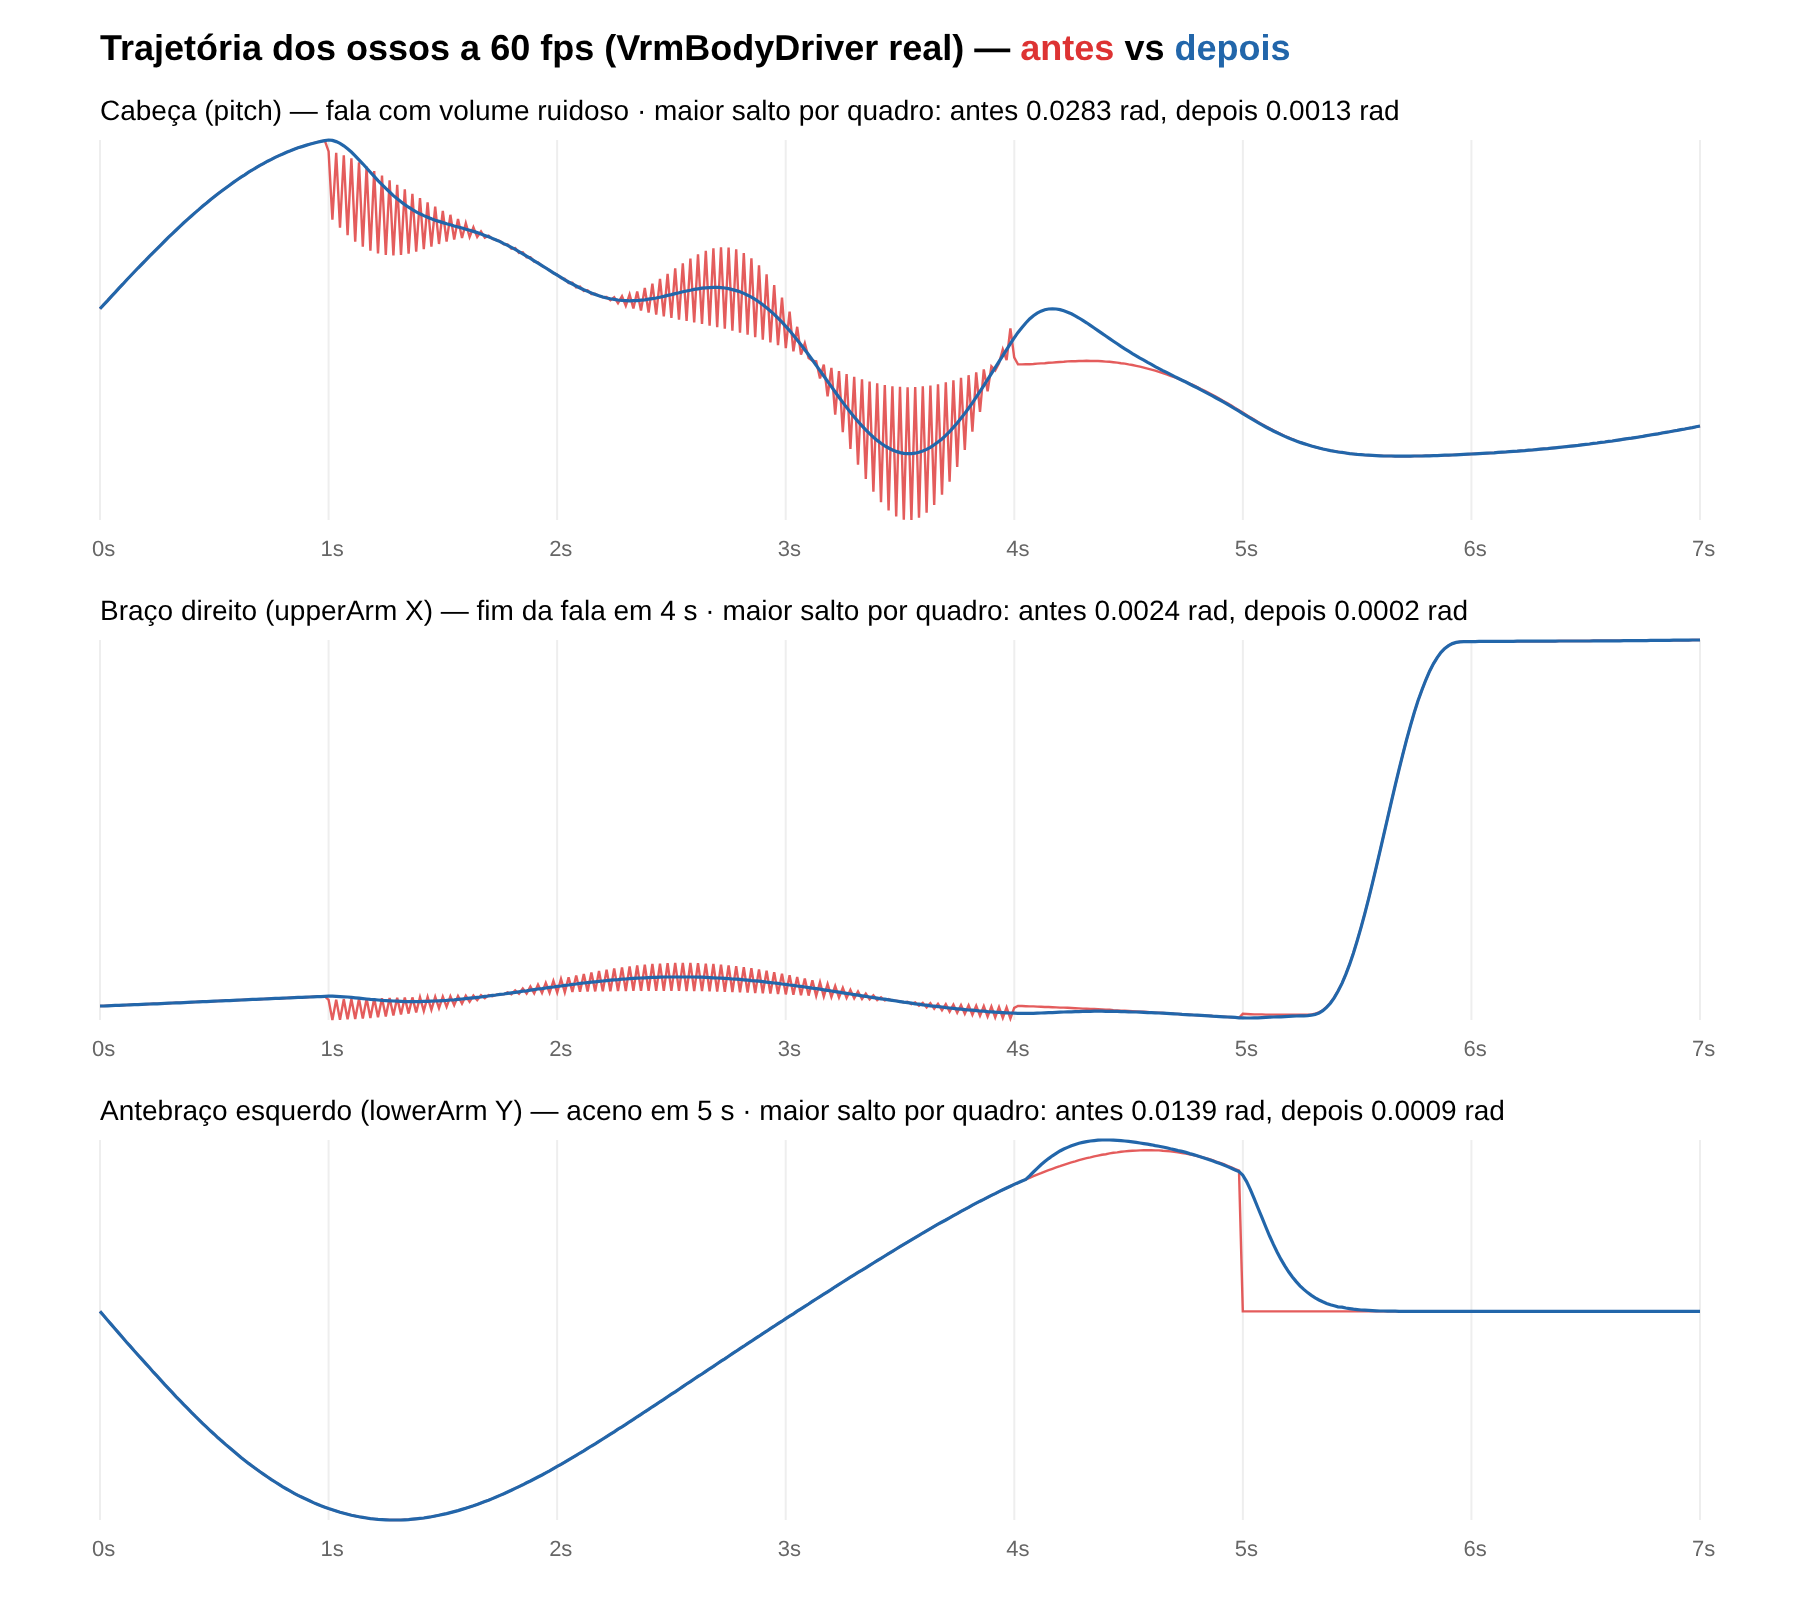 Trajetória dos ossos a 60 fps (VrmBodyDriver real) — antes vs depois
Cabeça (pitch) — fala com volume ruidoso · maior salto por quadro: antes 0.0283 rad, depois 0.0013 rad
0s 1s 2s 3s 4s 5s 6s 7s
Braço direito (upperArm X) — fim da fala em 4 s · maior salto por quadro: antes 0.0024 rad, depois 0.0002 rad
0s 1s 2s 3s 4s 5s 6s 7s
Antebraço esquerdo (lowerArm Y) — aceno em 5 s · maior salto por quadro: antes 0.0139 rad, depois 0.0009 rad
0s 1s 2s 3s 4s 5s 6s 7s